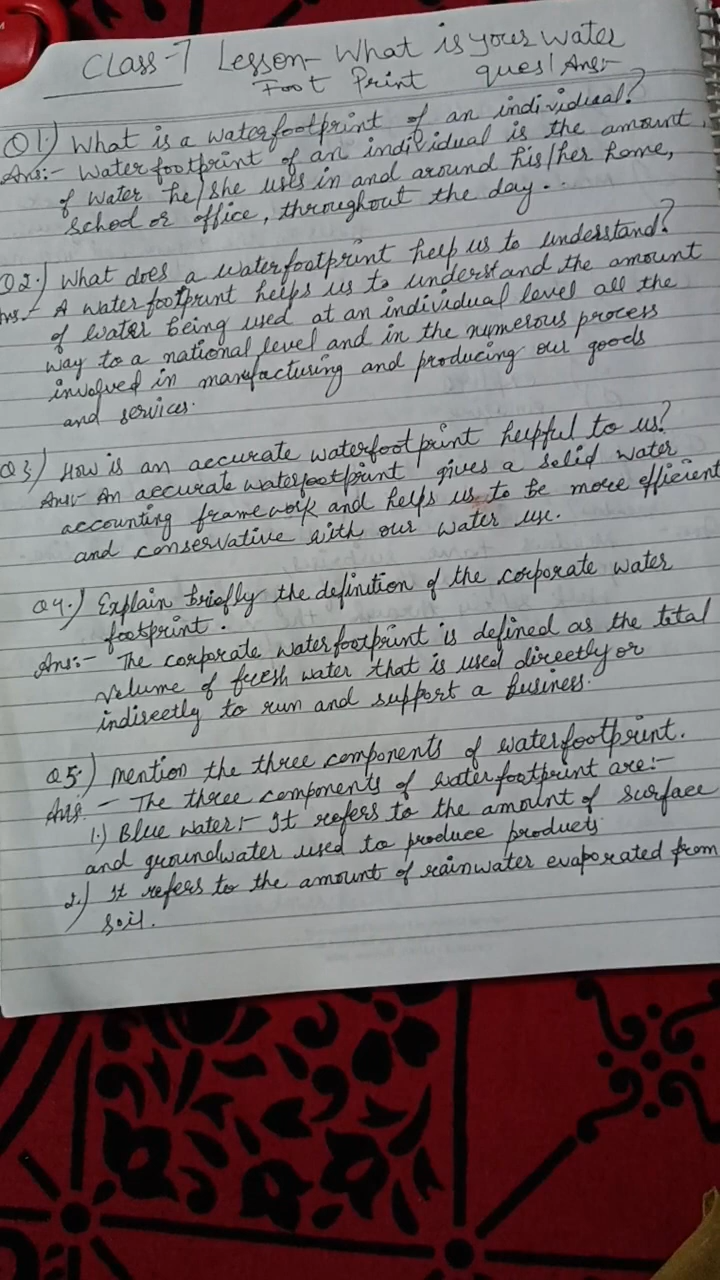 Class-7 Lesson- What is your Water
Foot Print ques/Ans:-
Q1.) What is a waterfootprint of an individual?
Ans:- Waterfootprint of an individual is the amount
of water he/she uses in and around his/her home,
school or office, throughout the day...
Q2.) What does a waterfootprint help us to understand?
Ans.- A waterfootprint helps us to understand the amount
of water being used at an individual level all the
way to a national level and in the numerous process
involved in manufacturing and producing our goods
and services.
Q3) How is an accurate waterfootprint helpful to us?
Ans:- An accurate waterfootprint gives a solid water
accounting framework and helps us to be more efficient
and conservative with our water use.
Q4.) Explain briefly the definition of the corporate water
footprint.
Ans:- The corporate waterfootprint is defined as the total
volume of fresh water that is used directly or
indirectly to run and support a business.
Q5.) Mention the three components of waterfootprint.
Ans. - The three components of waterfootprint are:-
1.) Blue water:- It refers to the amount of surface
and groundwater used to produce products
2.) It refers to the amount of rainwater evaporated from
soil.